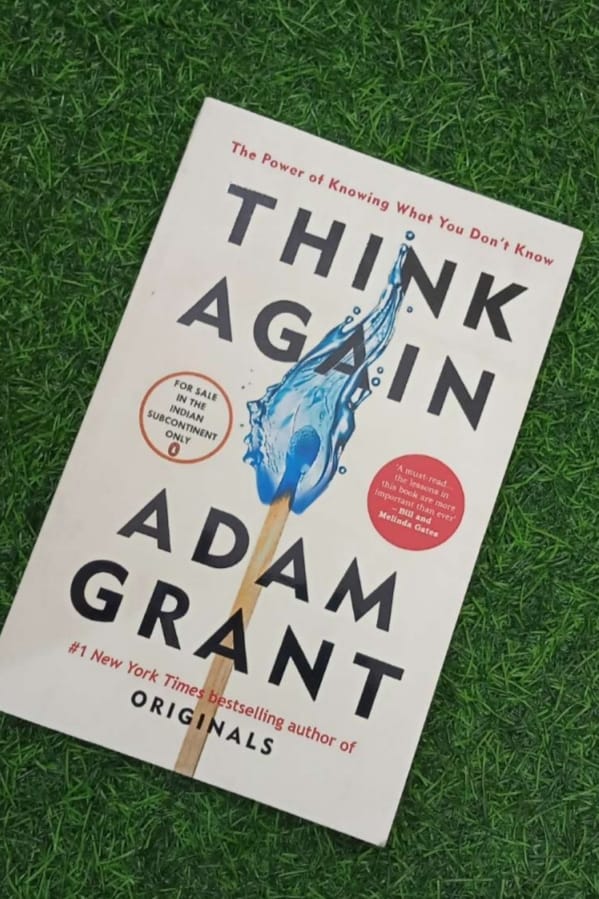 The Power of Knowing What You Don't Know
THINK
AGAIN
FOR SALE
IN THE
INDIAN
SUBCONTINENT
ONLY
'A must-read...
the lessons in
this book are more
important than ever'
– Bill and
Melinda Gates
ADAM
GRANT
#1 New York Times bestselling author of
ORIGINALS